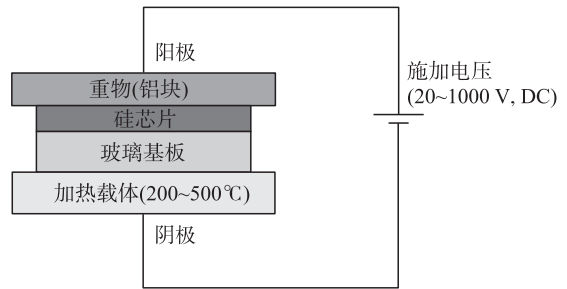 阳极
重物(铝块)
硅芯片
玻璃基板
加热载体(200~500℃)
阴极
施加电压
(20~1000 V, DC)